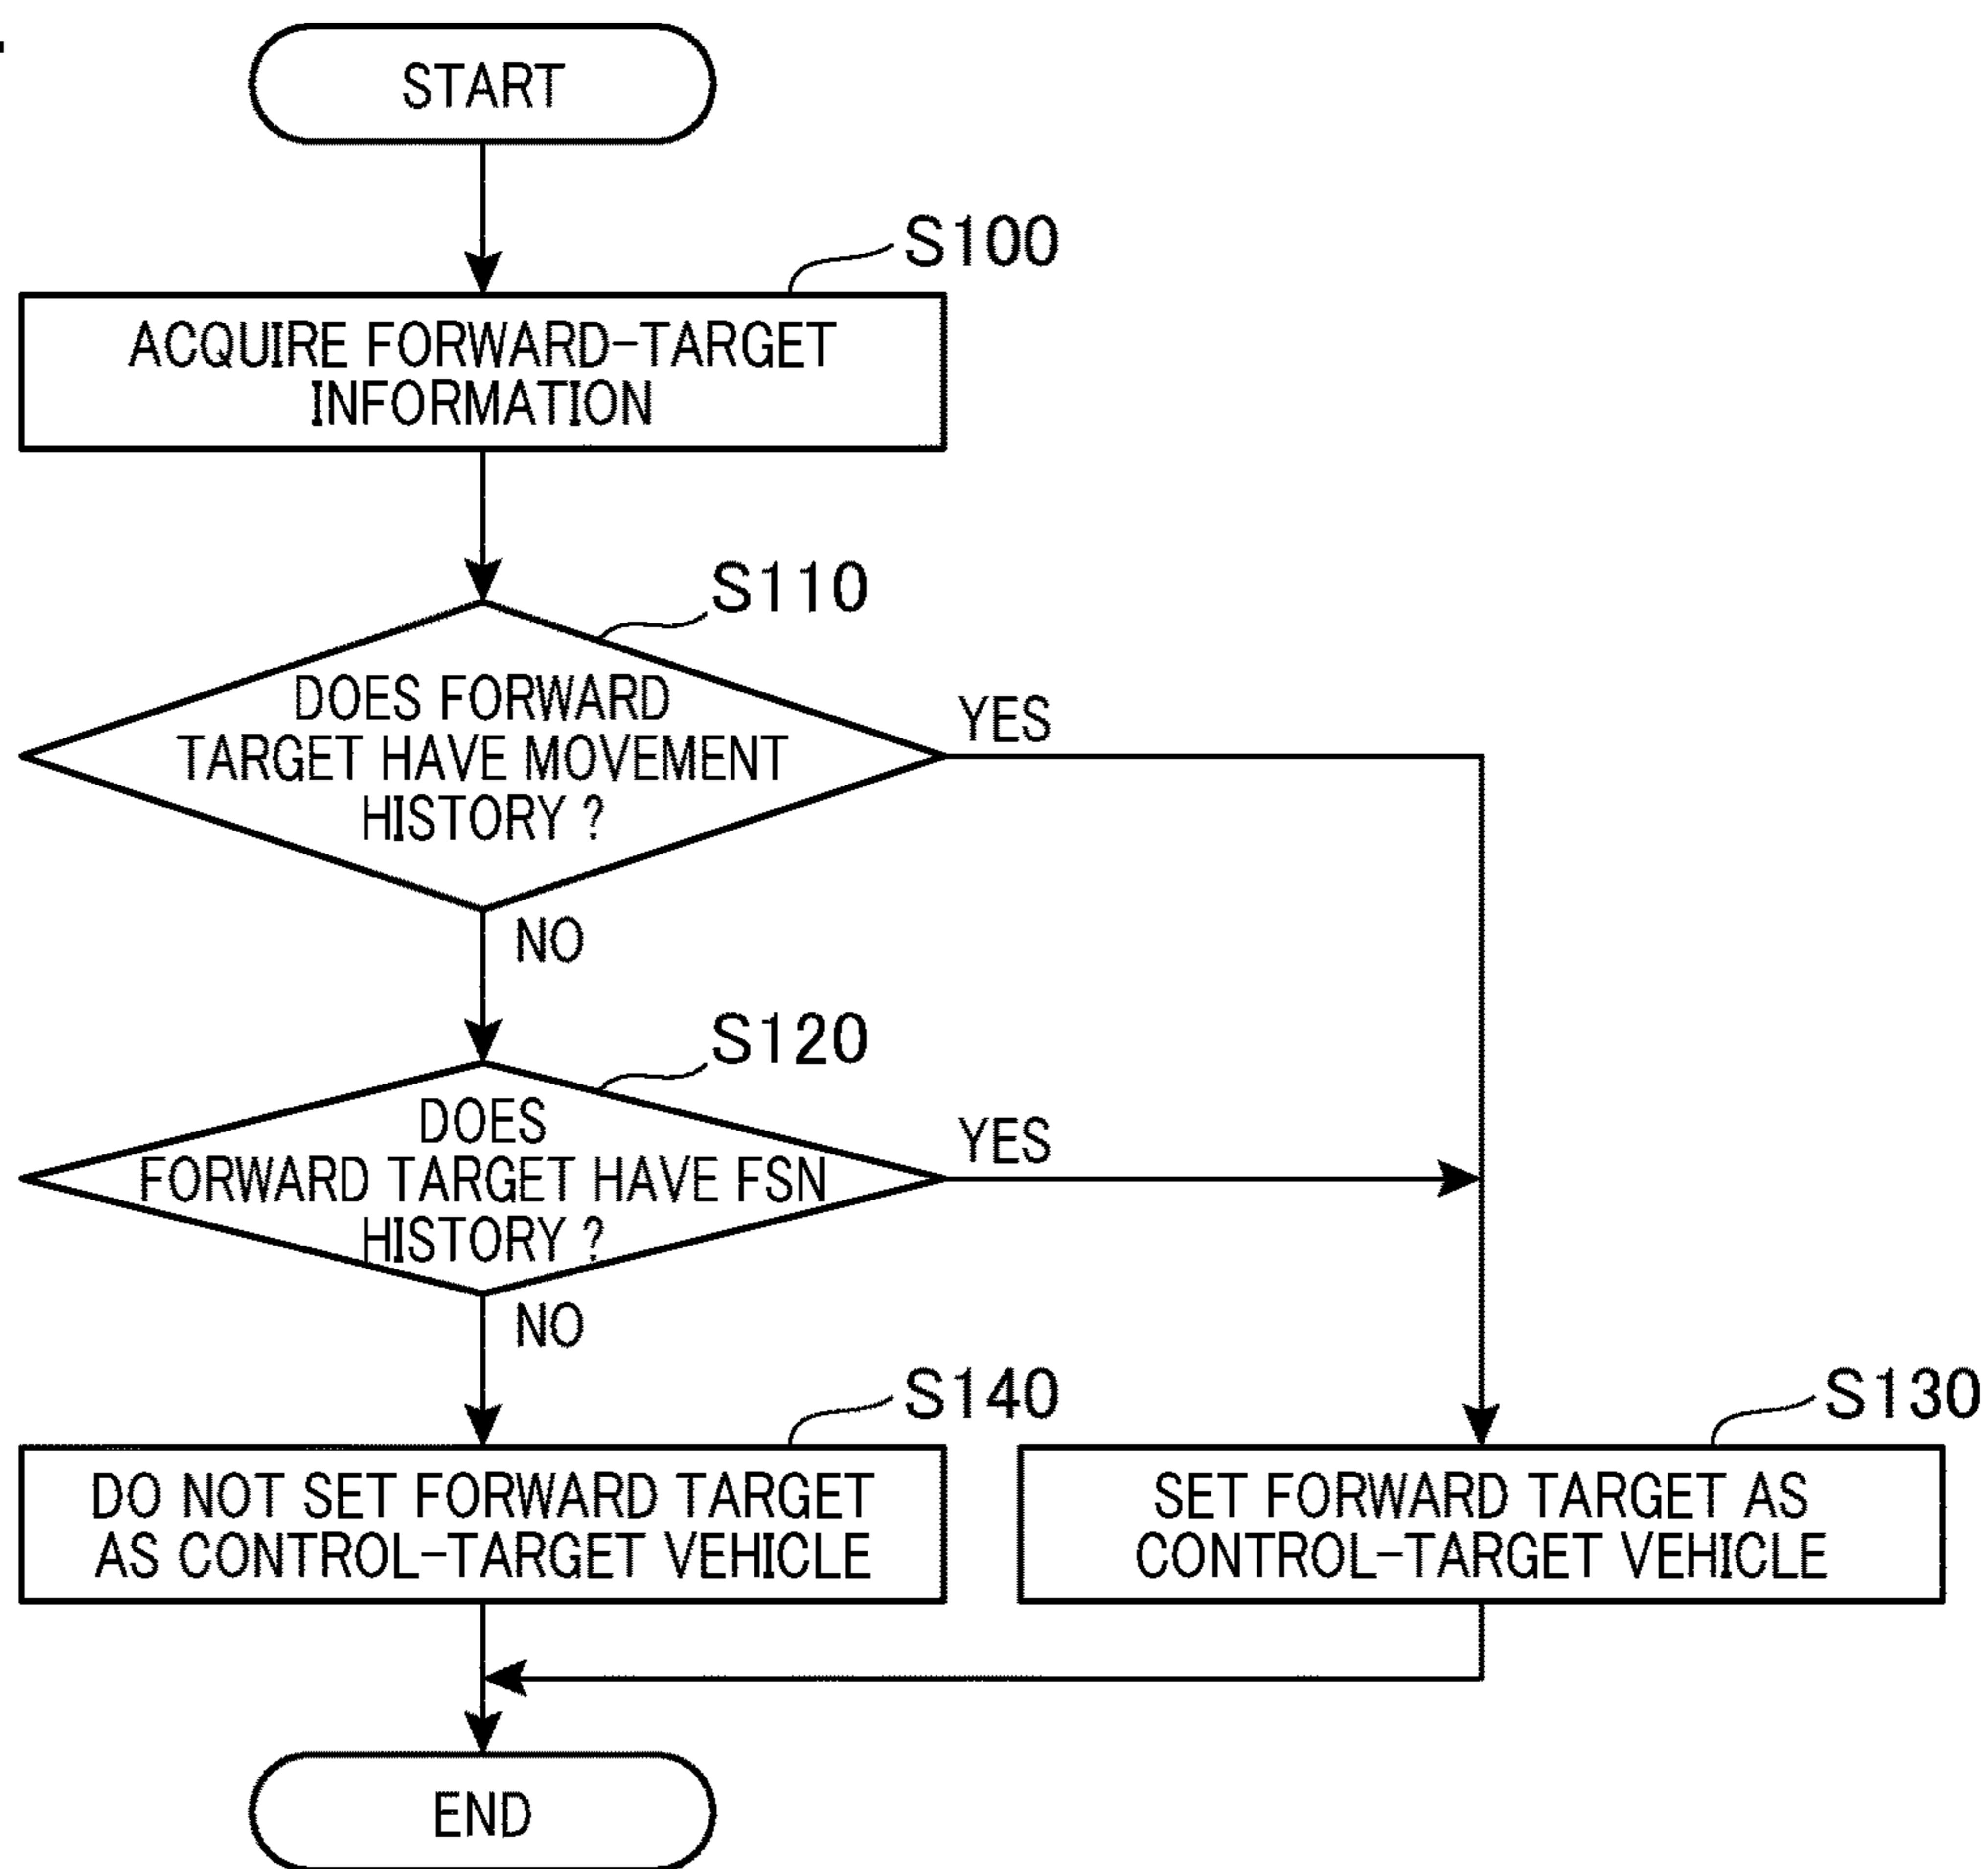 START
S100
ACQUIRE FORWARD-TARGET
INFORMATION
S110
DOES FORWARD
TARGET HAVE MOVEMENT
HISTORY ?
YES
NO
S120
DOES
FORWARD TARGET HAVE FSN
HISTORY ?
YES
NO
S140
DO NOT SET FORWARD TARGET
AS CONTROL-TARGET VEHICLE
S130
SET FORWARD TARGET AS
CONTROL-TARGET VEHICLE
END